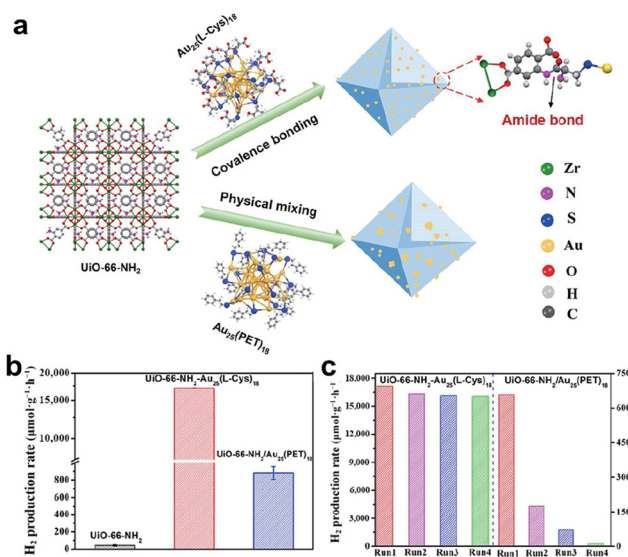 a
Au₂₅(L-Cys)₁₈
Covalence bonding
Amide bond
UiO-66-NH₂
Physical mixing
Au₂₅(PET)₁₈
Zr
N
S
Au
O
H
C
b
H₂ production rate (μmol·g⁻¹·h⁻¹)
20,000
15,000
10,000
800
600
400
200
0
UiO-66-NH₂-Au₂₅(L-Cys)₁₈
UiO-66-NH₂/Au₂₅(PET)₁₈
UiO-66-NH₂
c
H₂ production rate (μmol·g⁻¹·h⁻¹)
18,000
15,000
12,000
9,000
6,000
3,000
0
UiO-66-NH₂-Au₂₅(L-Cys)₁₈
UiO-66-NH₂/Au₂₅(PET)₁₈
750
600
450
300
150
0
Run1 Run2 Run3 Run4 Run1 Run2 Run3 Run4